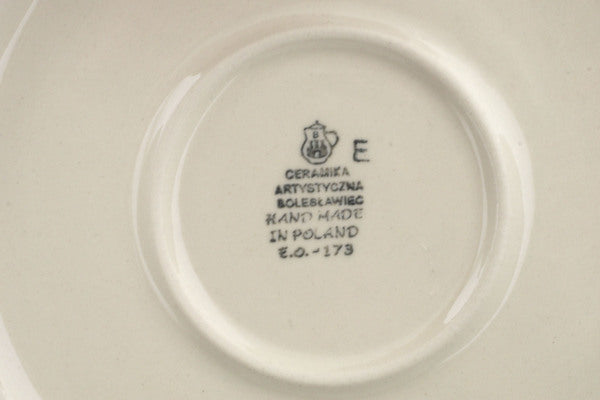 B
E
CERAMIKA
ARTYSTYCZNA
BOLESŁAWIEC
HAND MADE
IN POLAND
E.O.-173